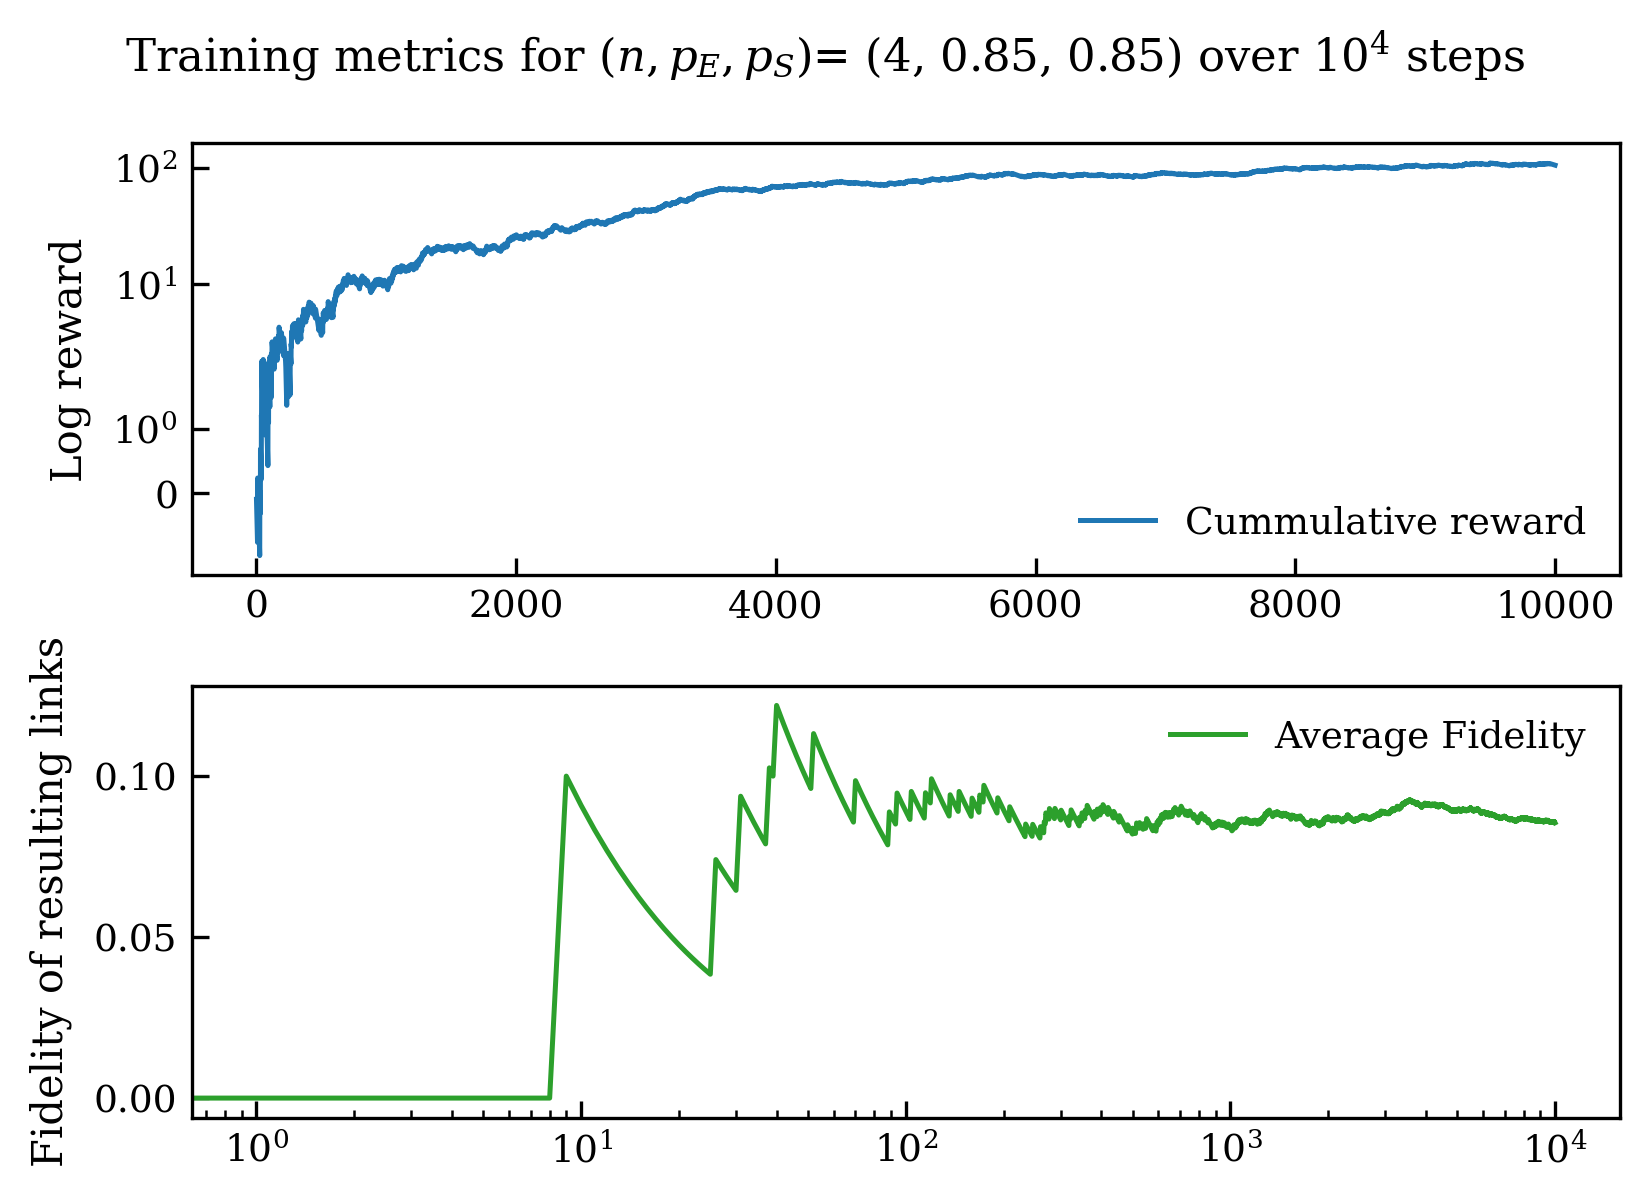 Training metrics for (n, p_E, p_S)= (4, 0.85, 0.85) over 10^4 steps
Log reward
10^2
10^1
10^0
0
Cummulative reward
0 2000 4000 6000 8000 10000
Fidelity of resulting links
0.10
0.05
0.00
Average Fidelity
10^0 10^1 10^2 10^3 10^4